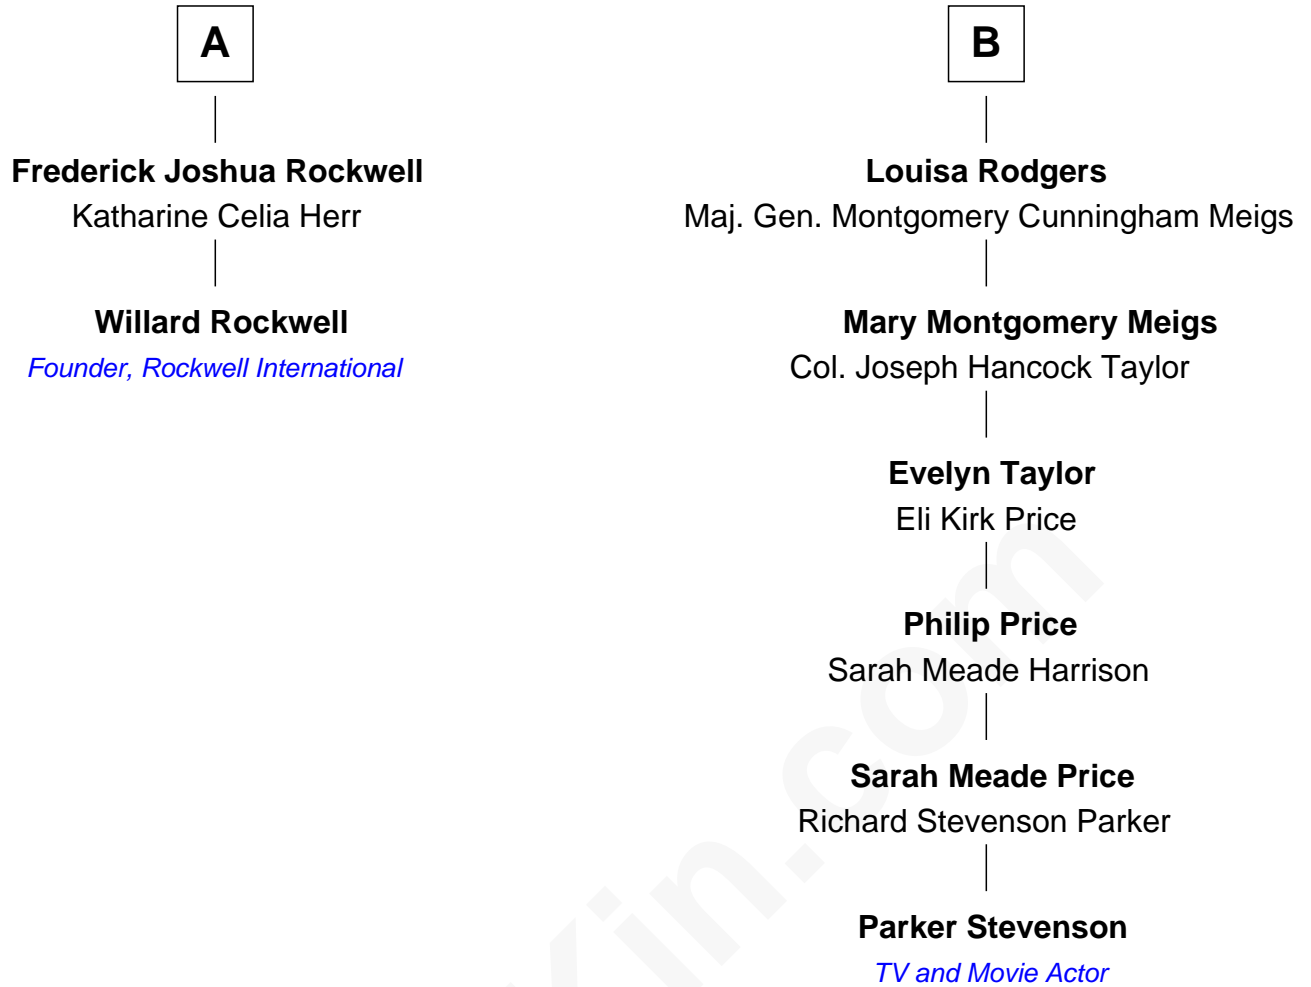 A
Frederick Joshua Rockwell
Katharine Celia Herr
Willard Rockwell
Founder, Rockwell International
B
Louisa Rodgers
Maj. Gen. Montgomery Cunningham Meigs
Mary Montgomery Meigs
Col. Joseph Hancock Taylor
Evelyn Taylor
Eli Kirk Price
Philip Price
Sarah Meade Harrison
Sarah Meade Price
Richard Stevenson Parker
Parker Stevenson
TV and Movie Actor
Kin.com